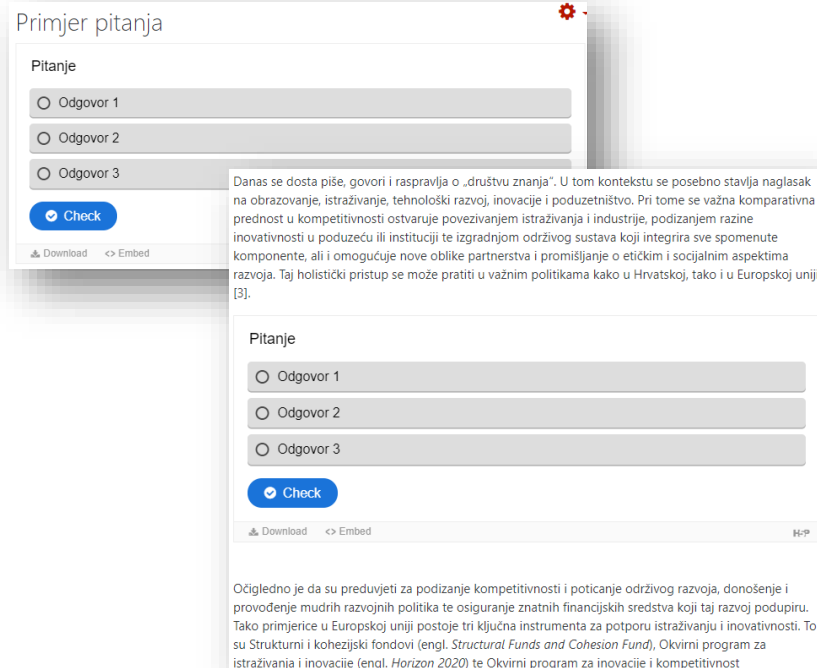 Primjer pitanja
Pitanje
Odgovor 1
Odgovor 2
Odgovor 3
Check
Download <> Embed
Danas se dosta piše, govori i raspravlja o „društvu znanja“. U tom kontekstu se posebno stavlja naglasak
na obrazovanje, istraživanje, tehnološki razvoj, inovacije i poduzetništvo. Pri tome se važna komparativna
prednost u kompetitivnosti ostvaruje povezivanjem istraživanja i industrije, podizanjem razine
inovativnosti u poduzeću ili instituciji te izgradnjom održivog sustava koji integrira sve spomenute
komponente, ali i omogućuje nove oblike partnerstva i promišljanje o etičkim i socijalnim aspektima
razvoja. Taj holistički pristup se može pratiti u važnim politikama kako u Hrvatskoj, tako i u Europskoj uniji
[3].
Pitanje
Odgovor 1
Odgovor 2
Odgovor 3
Check
Download <> Embed
H5P
Očigledno je da su preduvjeti za podizanje kompetitivnosti i poticanje održivog razvoja, donošenje i
provođenje mudrih razvojnih politika te osiguranje znatnih financijskih sredstva koji taj razvoj podupiru.
Tako primjerice u Europskoj uniji postoje tri ključna instrumenta za potporu istraživanju i inovativnosti. To
su Strukturni i kohezijski fondovi (engl. Structural Funds and Cohesion Fund), Okvirni program za
istraživanja i inovacije (engl. Horizon 2020) te Okvirni program za inovacije i kompetitivnost